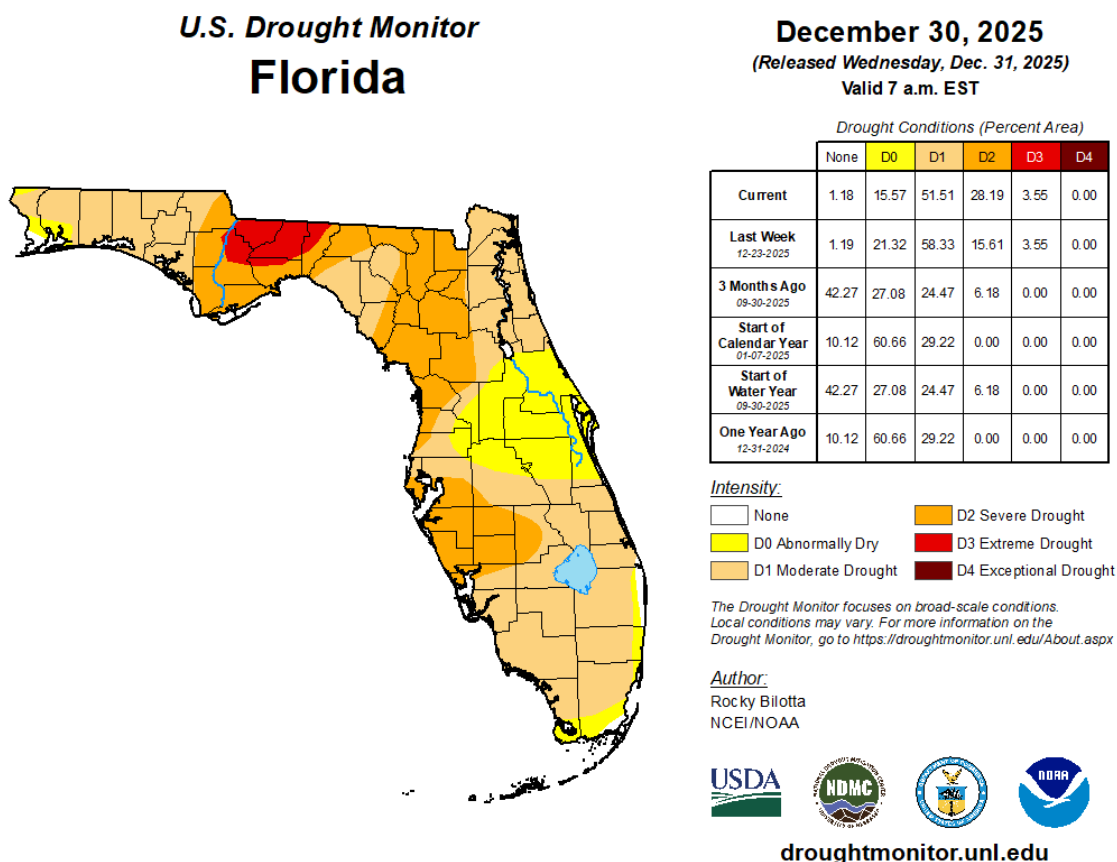 U.S. Drought Monitor
Florida
December 30, 2025
(Released Wednesday, Dec. 31, 2025)
Valid 7 a.m. EST
Drought Conditions (Percent Area)
None D0 D1 D2 D3 D4
Current 1.18 15.57 51.51 28.19 3.55 0.00
Last Week
12-23-2025 1.19 21.32 58.33 15.61 3.55 0.00
3 Months Ago
09-30-2025 42.27 27.08 24.47 6.18 0.00 0.00
Start of
Calendar Year
01-07-2025 10.12 60.66 29.22 0.00 0.00 0.00
Start of
Water Year
09-30-2025 42.27 27.08 24.47 6.18 0.00 0.00
One Year Ago
12-31-2024 10.12 60.66 29.22 0.00 0.00 0.00
Intensity:
None
D0 Abnormally Dry
D1 Moderate Drought
D2 Severe Drought
D3 Extreme Drought
D4 Exceptional Drought
The Drought Monitor focuses on broad-scale conditions.
Local conditions may vary. For more information on the
Drought Monitor, go to https://droughtmonitor.unl.edu/About.aspx
Author:
Rocky Bilotta
NCEI/NOAA
USDA
NDMC
NOAA
droughtmonitor.unl.edu